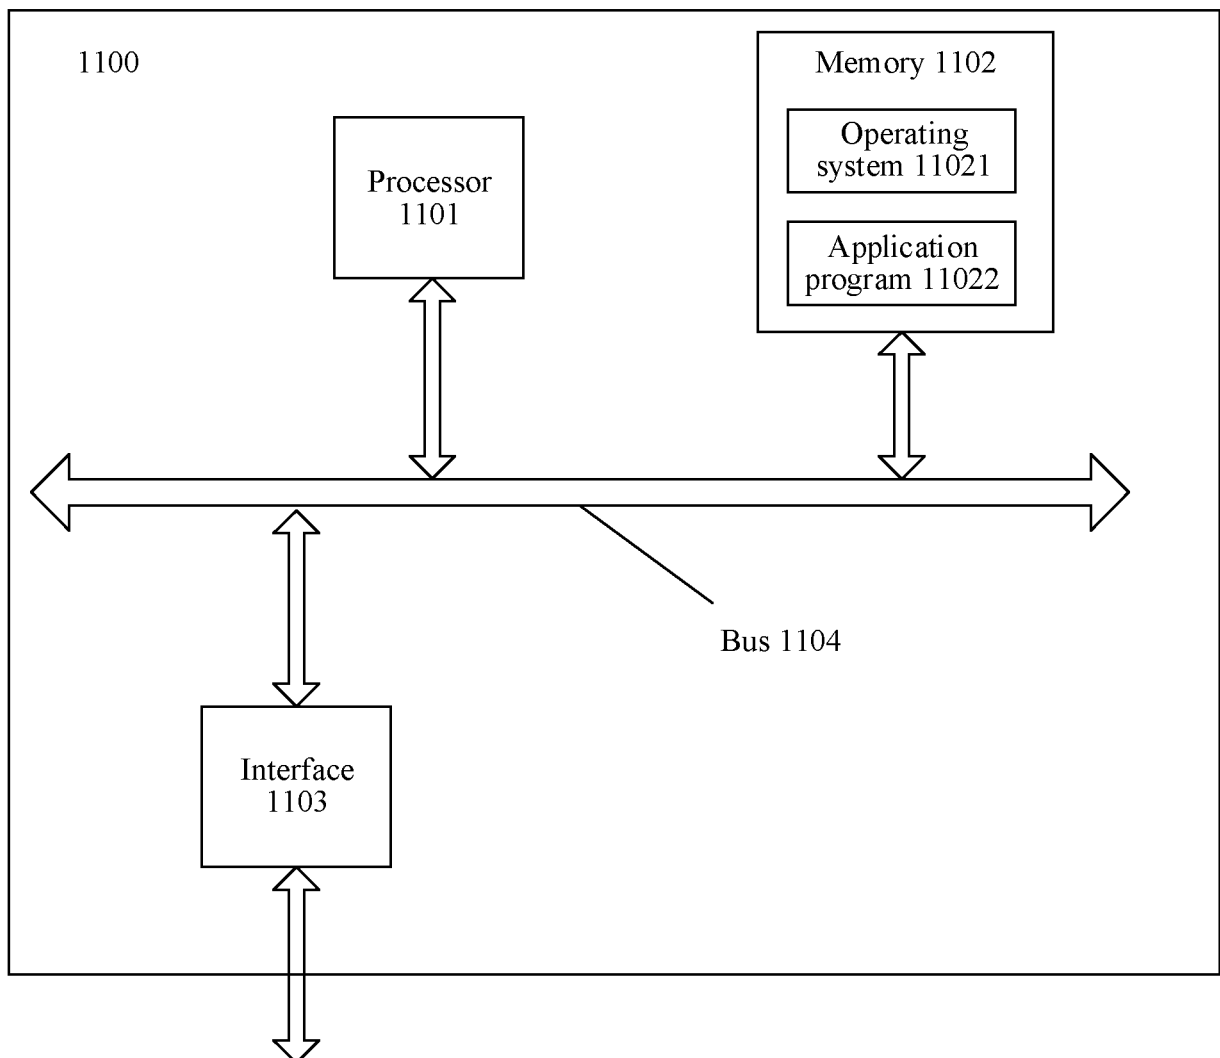 1100
Memory 1102
Operating
system 11021
Processor
1101
Application
program 11022
Bus 1104
Interface
1103